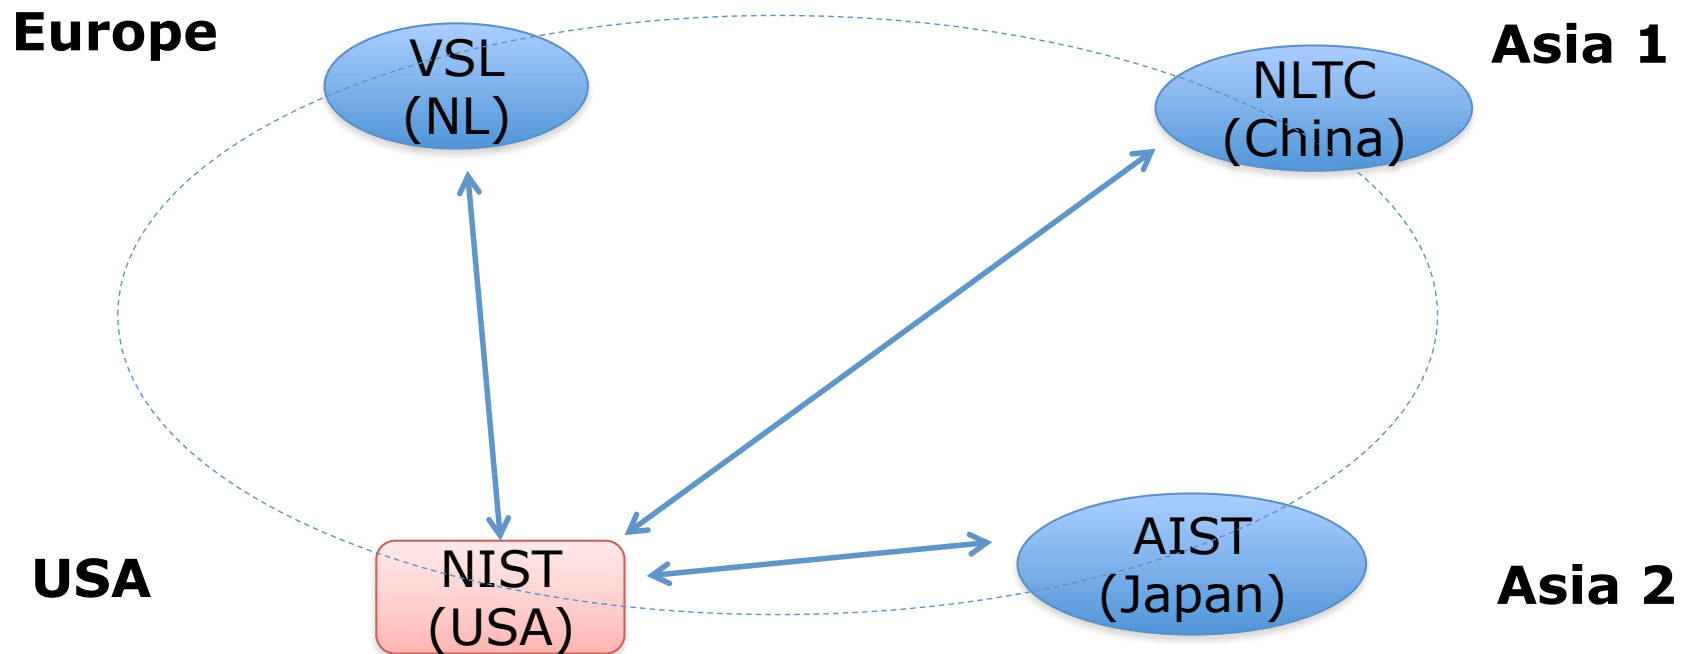 Europe
VSL
(NL)
NLTC
(China)
Asia 1
USA
NIST
(USA)
AIST
(Japan)
Asia 2